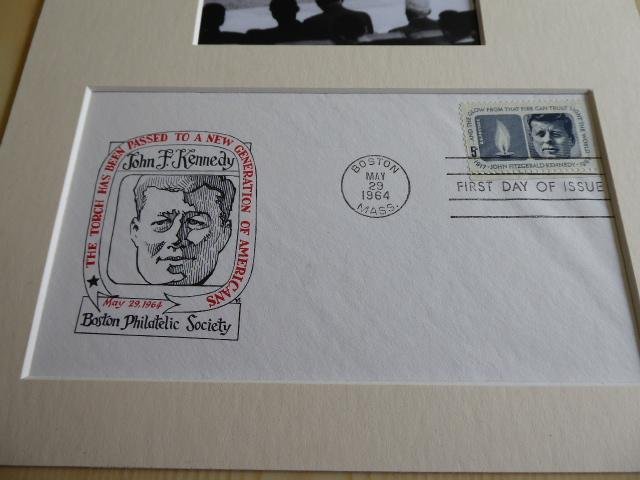 THE TORCH HAS BEEN PASSED TO A NEW GENERATION OF AMERICANS
John F. Kennedy
May 29, 1964
Boston Philatelic Society
BOSTON
MAY
29
1964
MASS.
AND THE GLOW FROM THAT FIRE CAN TRULY LIGHT THE WORLD
5
1917 · JOHN FITZGERALD KENNEDY ·
FIRST DAY OF ISSUE